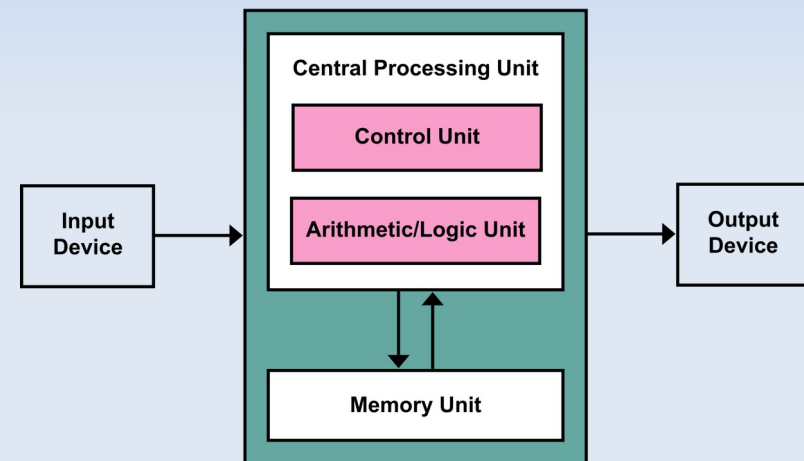 Central Processing Unit
Control Unit
Arithmetic/Logic Unit
Input
Device
Output
Device
Memory Unit